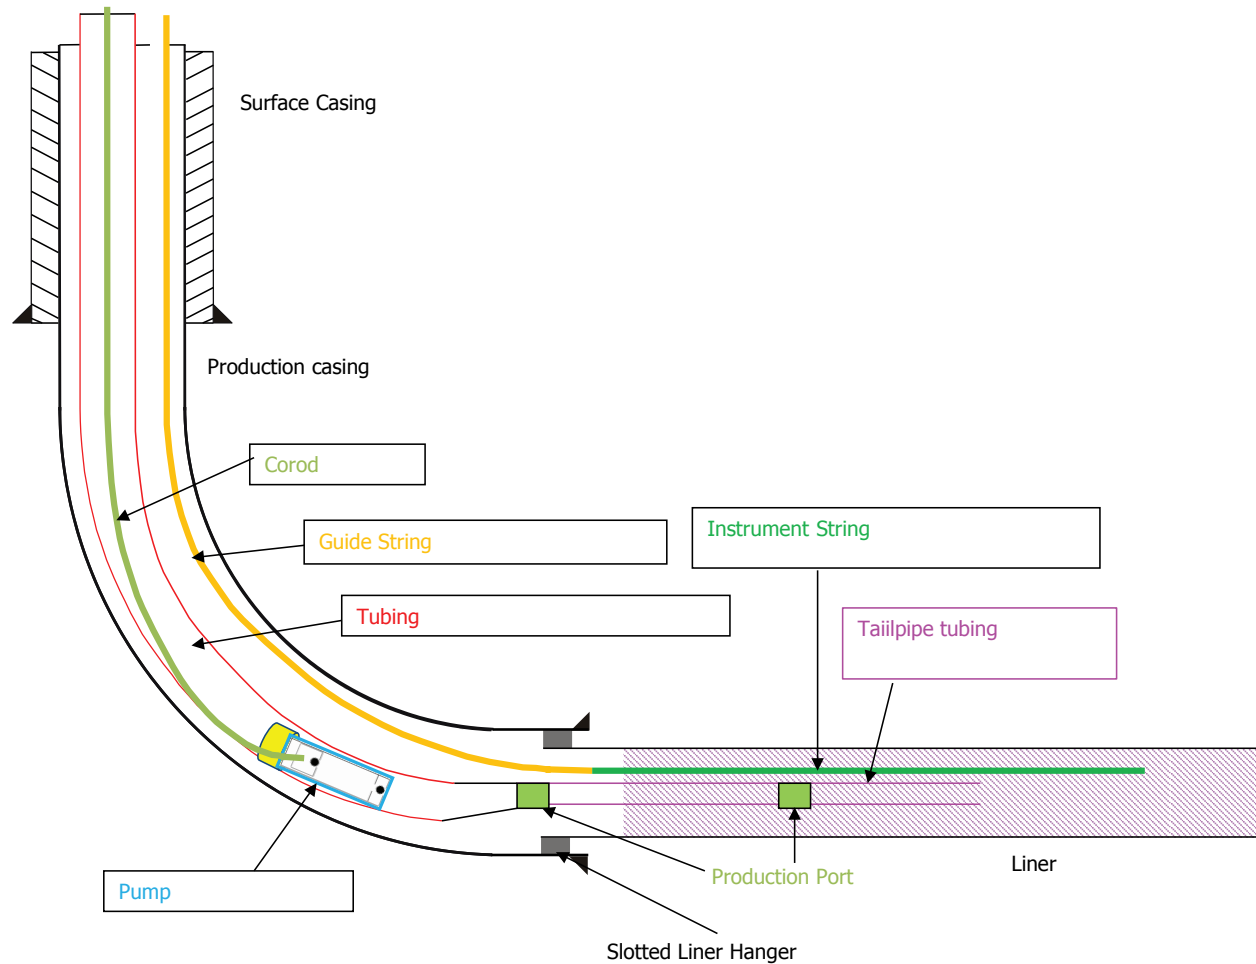 Surface Casing
Production casing
Corod
Guide String
Instrument String
Tubing
Taiilpipe tubing
Liner
Production Port
Pump
Slotted Liner Hanger